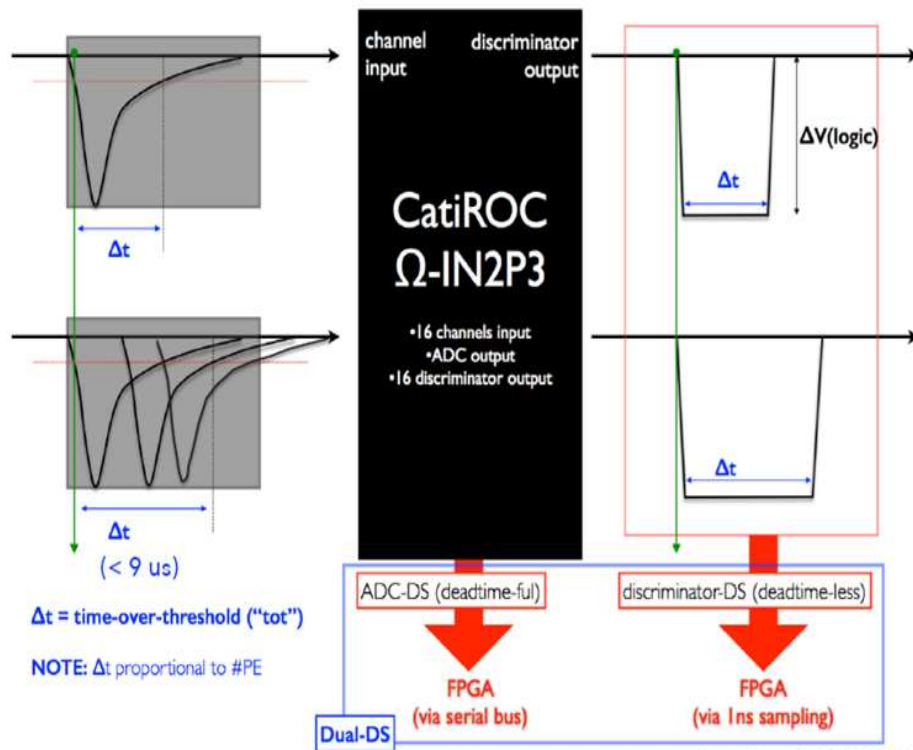 channel input
discriminator output
ΔV(logic)
Δt
Δt
CatiROC
Ω-IN2P3
•16 channels input
•ADC output
•16 discriminator output
Δt
(< 9 us)
Δt
Δt = time-over-threshold ("tot")
NOTE: Δt proportional to #PE
ADC-DS (deadtime-ful)
discriminator-DS (deadtime-less)
FPGA
(via serial bus)
FPGA
(via 1ns sampling)
Dual-DS